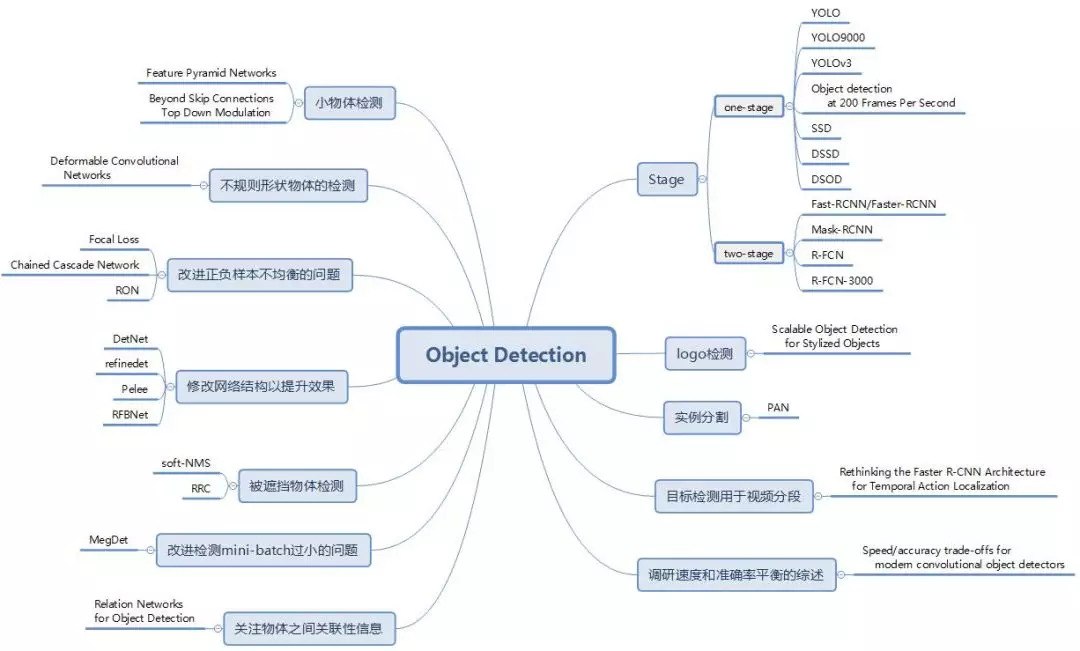 Object Detection
小物体检测
Feature Pyramid Networks
Beyond Skip Connections
Top Down Modulation
不规则形状物体的检测
Deformable Convolutional
Networks
改进正负样本不均衡的问题
Focal Loss
Chained Cascade Network
RON
修改网络结构以提升效果
DetNet
refinedet
Pelee
RFBNet
被遮挡物体检测
soft-NMS
RRC
改进检测mini-batch过小的问题
MegDet
关注物体之间关联性信息
Relation Networks
for Object Detection
Stage
one-stage
YOLO
YOLO9000
YOLOv3
Object detection
at 200 Frames Per Second
SSD
DSSD
DSOD
two-stage
Fast-RCNN/Faster-RCNN
Mask-RCNN
R-FCN
R-FCN-3000
logo检测
Scalable Object Detection
for Stylized Objects
实例分割
PAN
目标检测用于视频分段
Rethinking the Faster R-CNN Architecture
for Temporal Action Localization
调研速度和准确率平衡的综述
Speed/accuracy trade-offs for
modern convolutional object detectors